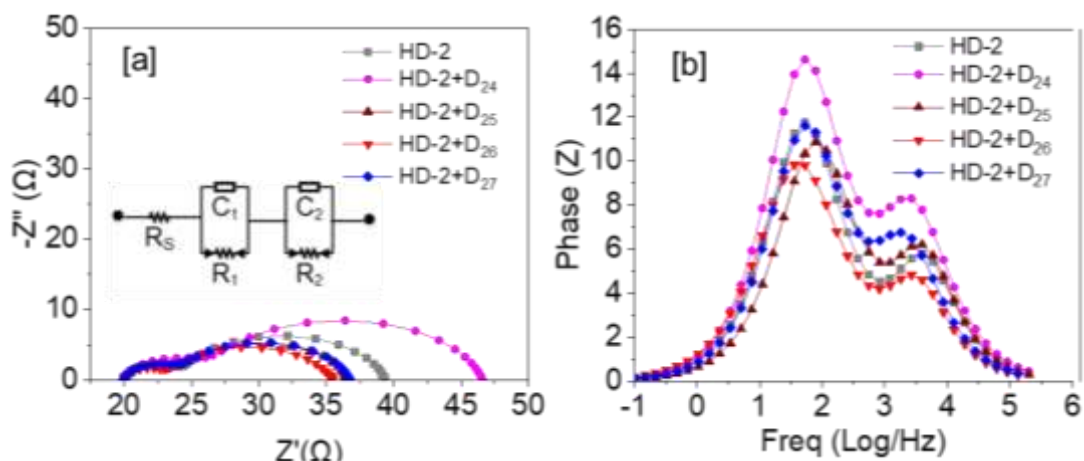 [a]
HD-2
HD-2+D₂₄
HD-2+D₂₅
HD-2+D₂₆
HD-2+D₂₇
-Z" (Ω)
50
40
30
20
10
0
R_S
C₁
R₁
C₂
R₂
20 25 30 35 40 45 50
Z'(Ω)
[b]
HD-2
HD-2+D₂₄
HD-2+D₂₅
HD-2+D₂₆
HD-2+D₂₇
Phase (Z)
16
14
12
10
8
6
4
2
0
-1 0 1 2 3 4 5 6
Freq (Log/Hz)